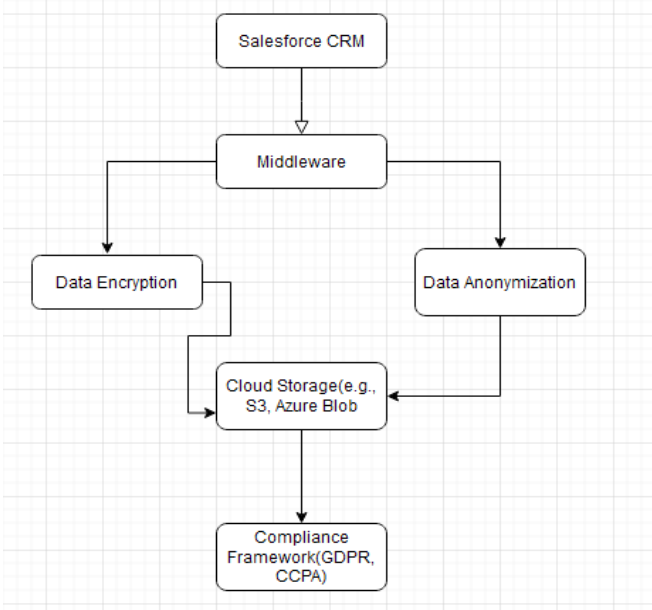 Salesforce CRM
Middleware
Data Encryption
Data Anonymization
Cloud Storage(e.g.,
S3, Azure Blob
Compliance
Framework(GDPR,
CCPA)